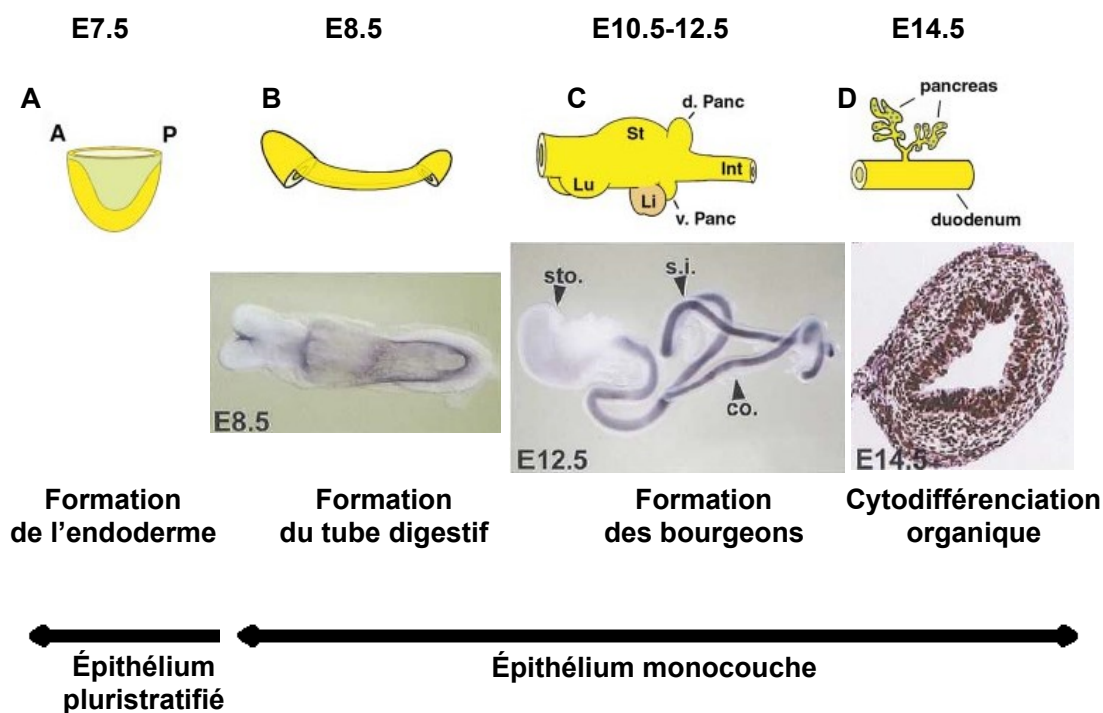 E7.5 E8.5 E10.5-12.5 E14.5
A B C D
A P
d. Panc
St
Int
Lu
Li
v. Panc
pancreas
duodenum
E8.5
sto.
s.i.
co.
E12.5
E14.5
Formation
de l'endoderme
Formation
du tube digestif
Formation
des bourgeons
Cytodifférenciation
organique
Épithélium
pluristratifié
Épithélium monocouche